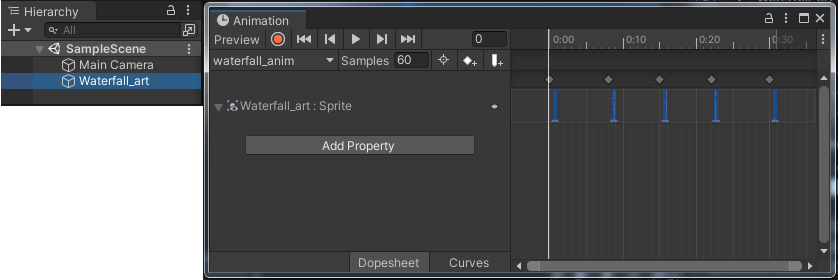 Hierarchy
All
SampleScene
Main Camera
Waterfall_art
Animation
Preview 0
waterfall_anim Samples 60
0:00 0:10 0:20 0:30
Waterfall_art : Sprite
Add Property
Dopesheet Curves